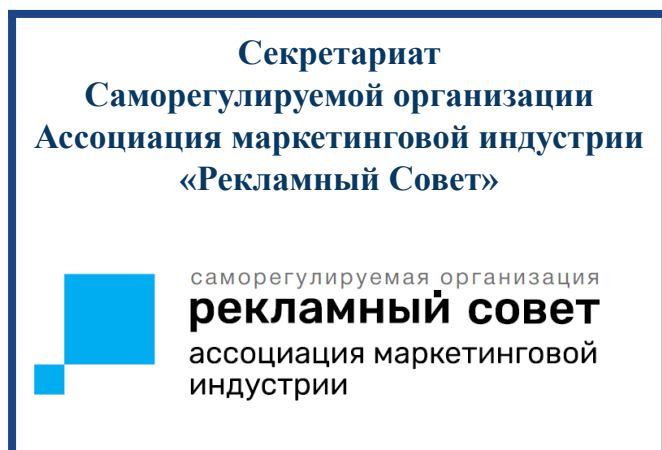 Секретариат
Саморегулируемой организации
Ассоциация маркетинговой индустрии
«Рекламный Совет»
саморегулируемая организация
рекламный совет
ассоциация маркетинговой
индустрии